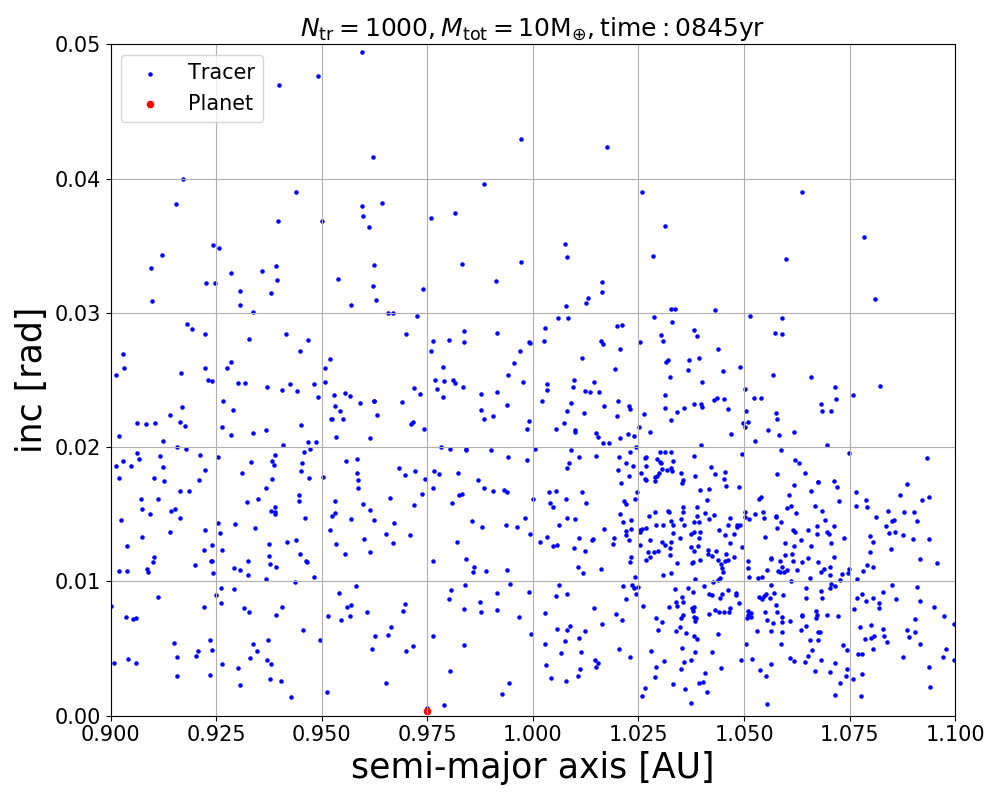 N_tr = 1000, M_tot = 10M_⊕, time : 0845yr
0.05
Tracer
Planet
0.04
0.03
inc [rad]
0.02
0.01
0.00
0.900 0.925 0.950 0.975 1.000 1.025 1.050 1.075 1.100
semi-major axis [AU]